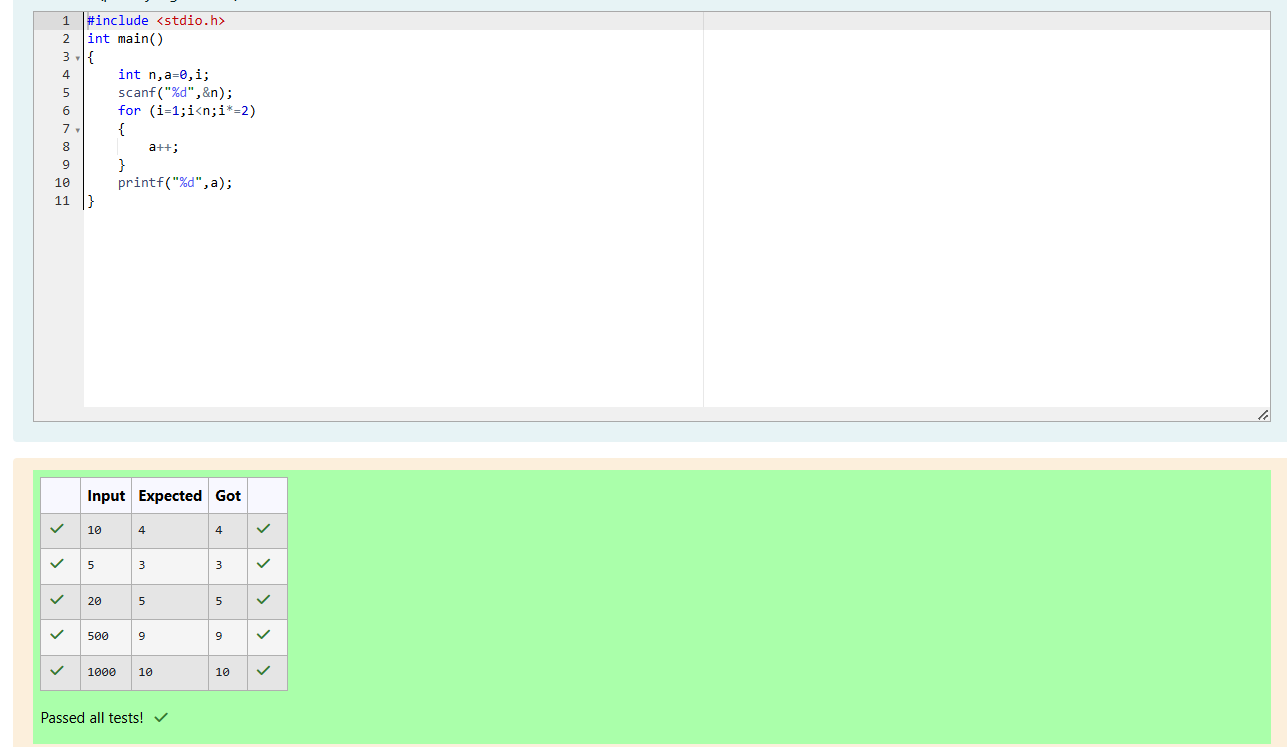 1 #include <stdio.h>
2 int main()
3 {
4 int n,a=0,i;
5 scanf("%d",&n);
6 for (i=1;i<n;i*=2)
7 {
8 a++;
9 }
10 printf("%d",a);
11 }
Input Expected Got
10 4 4
5 3 3
20 5 5
500 9 9
1000 10 10
Passed all tests!